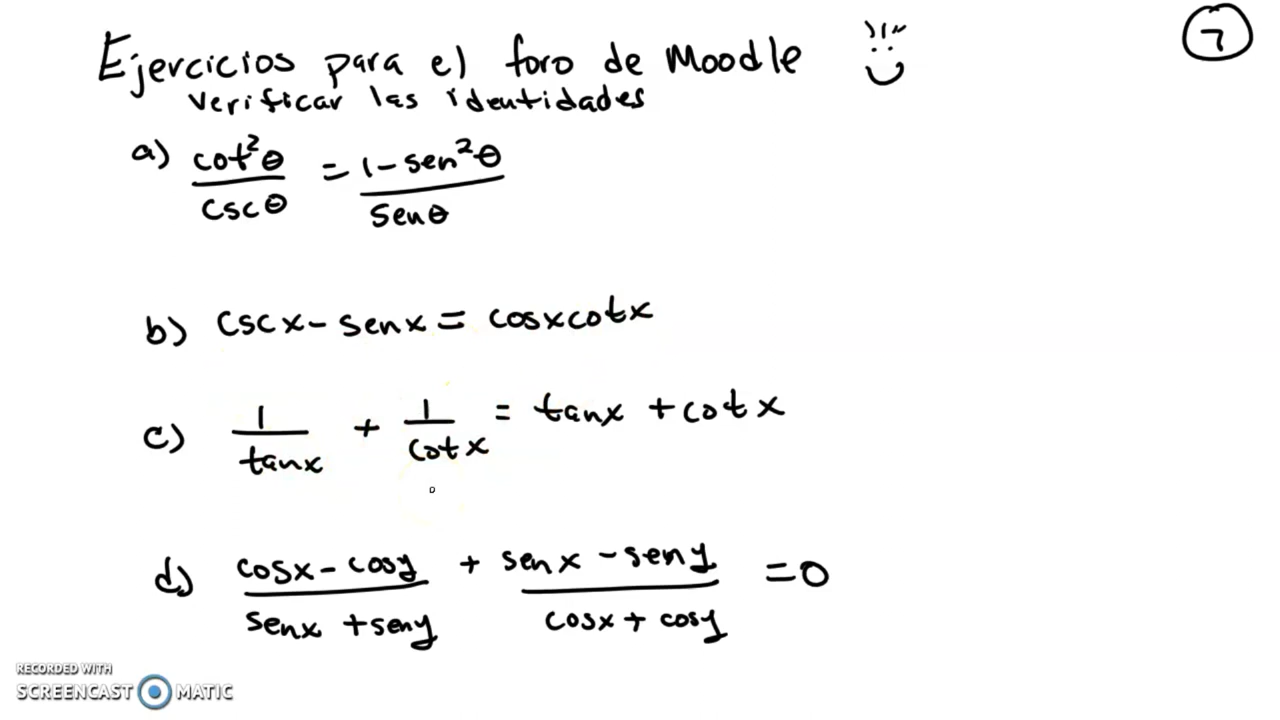 Ejercicios para el foro de Moodle
7
verificar las identidades
a) cot²θ / cscθ = 1 - sen²θ / senθ
b) cscx - senx = cosxcotx
c) 1 / tanx + 1 / cotx = tanx + cotx
d) cosx - cosy / senx + seny + senx - seny / cosx + cosy = 0
RECORDED WITH
SCREENCAST MATIC